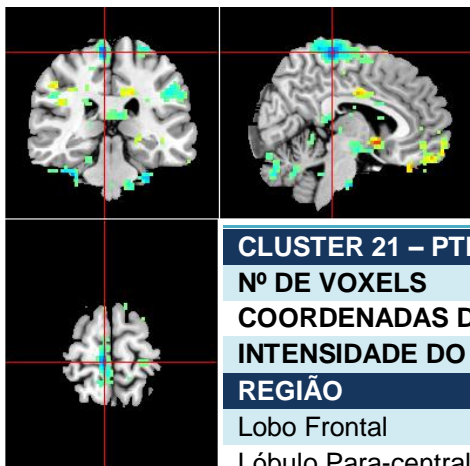 CLUSTER 21 – PT
Nº DE VOXELS
COORDENADAS D
INTENSIDADE DO
REGIÃO
Lobo Frontal
Lóbulo Para-central